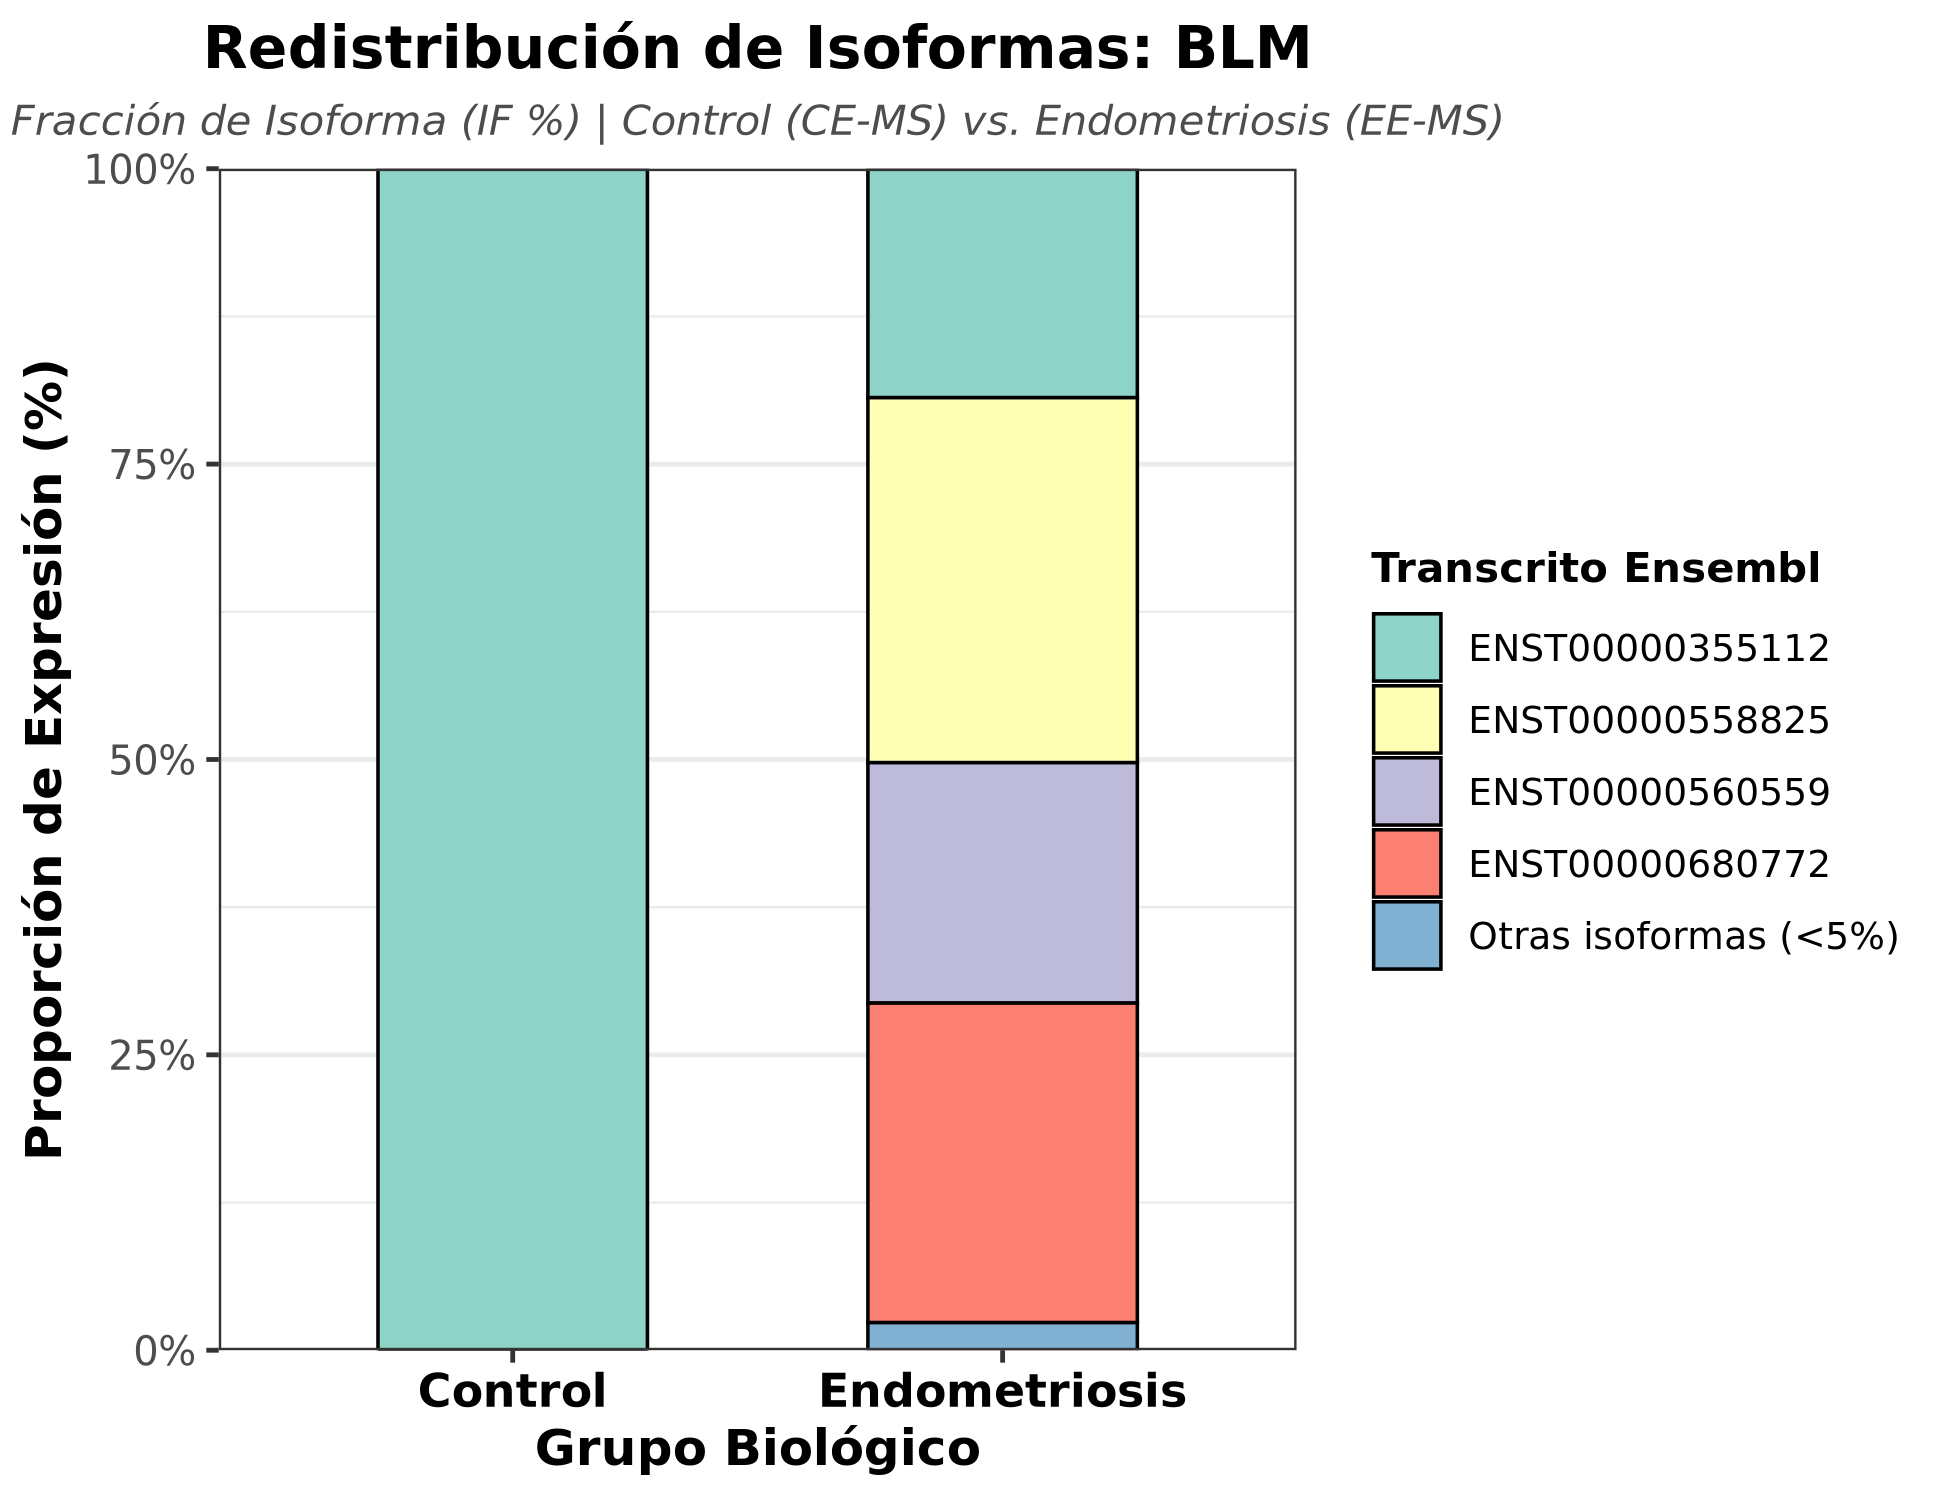 Redistribución de Isoformas: BLM
Fracción de Isoforma (IF %) | Control (CE-MS) vs. Endometriosis (EE-MS)
Proporción de Expresión (%)
100%
75%
50%
25%
0%
Control
Endometriosis
Grupo Biológico
Transcrito Ensembl
ENST00000355112
ENST00000558825
ENST00000560559
ENST00000680772
Otras isoformas (<5%)